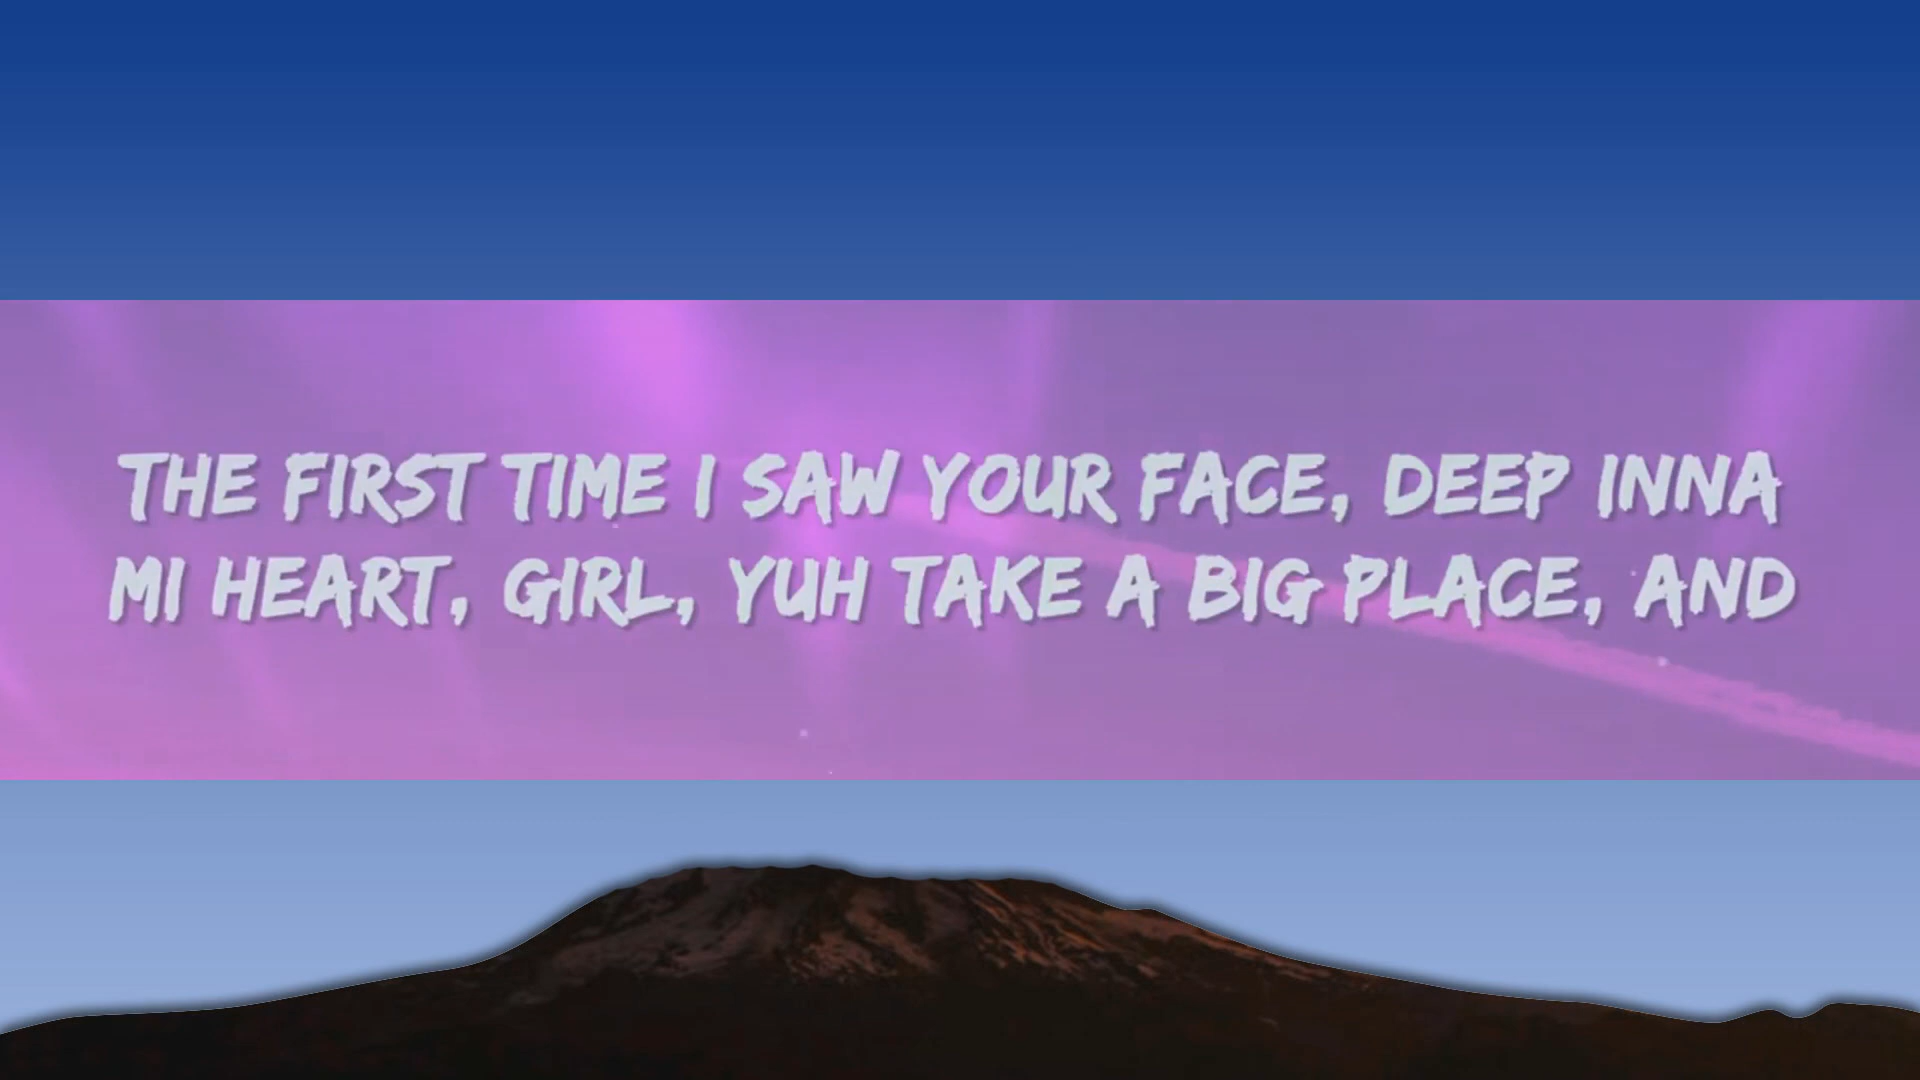 THE FIRST TIME I SAW YOUR FACE, DEEP INNA
MI HEART, GIRL, YUH TAKE A BIG PLACE, AND